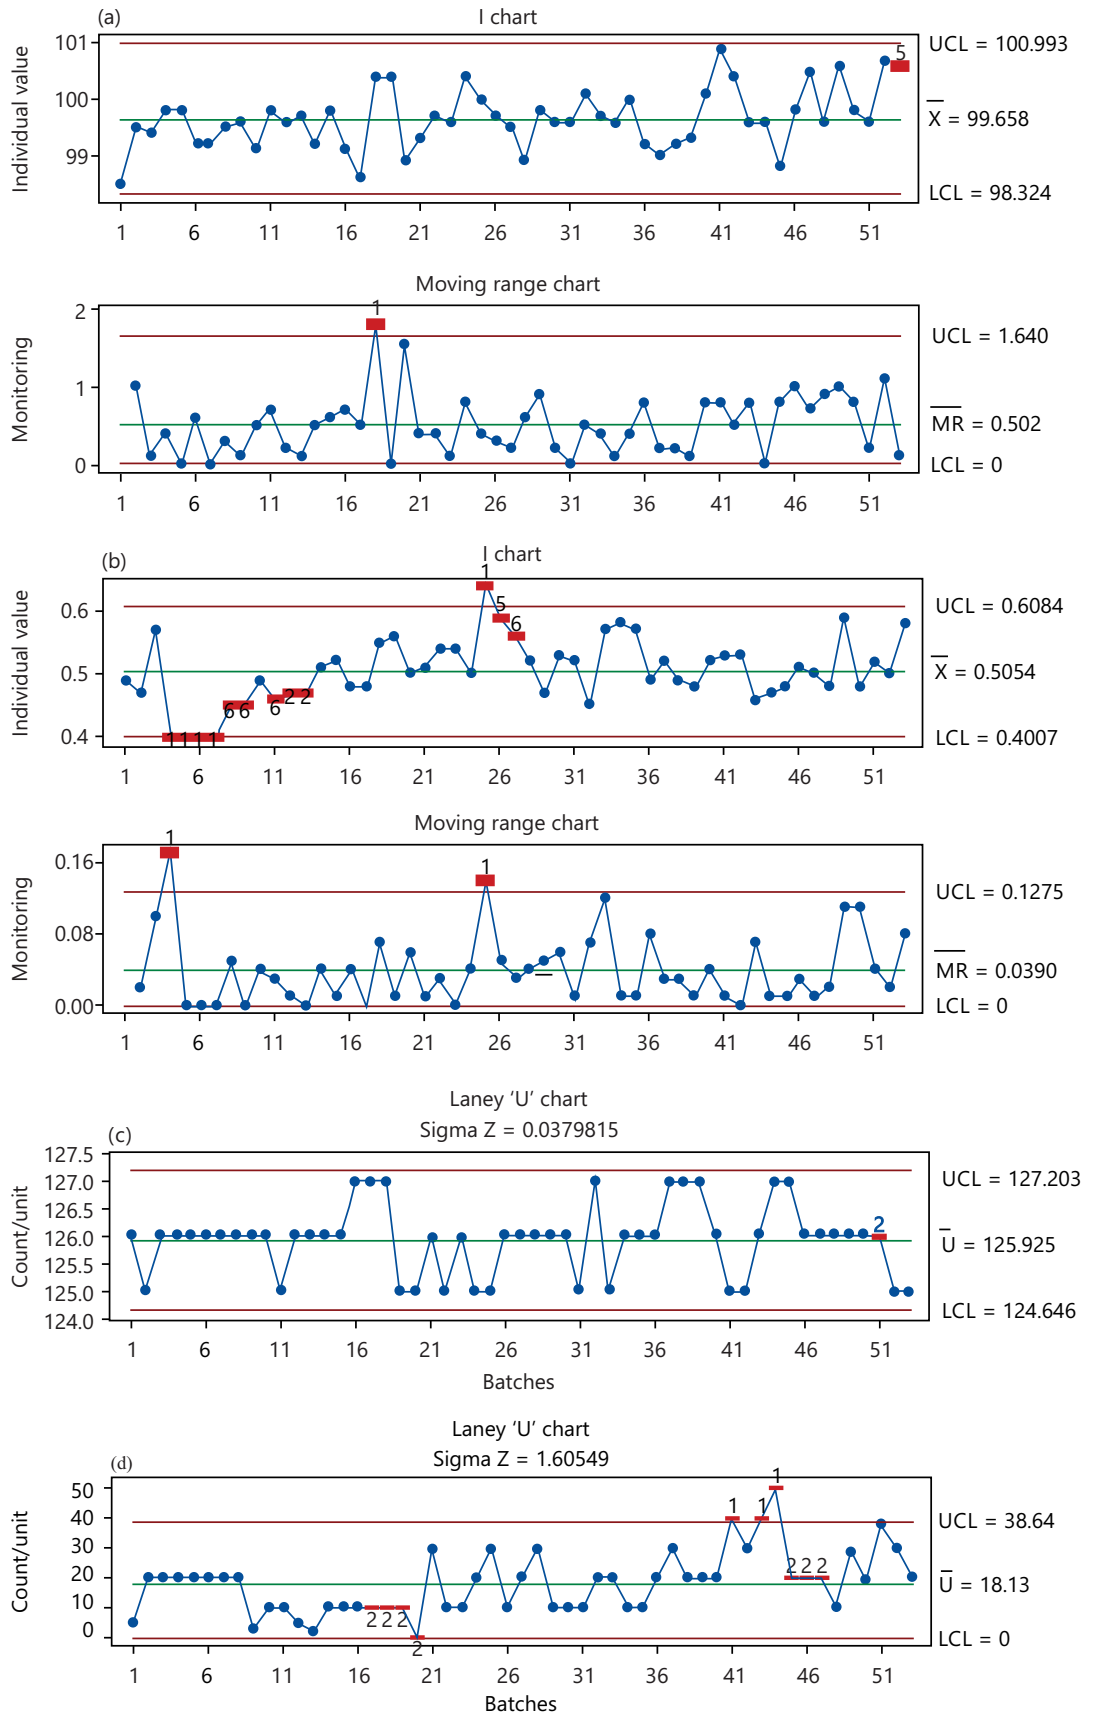 (a)
I chart
Individual value
101
100
99
5
UCL = 100.993
X = 99.658
LCL = 98.324
1 6 11 16 21 26 31 36 41 46 51
Moving range chart
Monitoring
2
1
0
1
UCL = 1.640
MR = 0.502
LCL = 0
1 6 11 16 21 26 31 36 41 46 51
(b)
I chart
Individual value
0.6
0.5
0.4
1 1 1 1 6 6 6 2 2 1 5 6
UCL = 0.6084
X = 0.5054
LCL = 0.4007
1 6 11 16 21 26 31 36 41 46 51
Moving range chart
Monitoring
0.16
0.08
0.00
1 1
UCL = 0.1275
MR = 0.0390
LCL = 0
1 6 11 16 21 26 31 36 41 46 51
Laney ‘U’ chart
(c)
Sigma Z = 0.0379815
Count/unit
127.5
127.0
126.5
126.0
125.5
125.0
124.0
2
UCL = 127.203
U = 125.925
LCL = 124.646
1 6 11 16 21 26 31 36 41 46 51
Batches
Laney ‘U’ chart
(d)
Sigma Z = 1.60549
Count/unit
50
40
30
20
10
0
2 2 2 2 1 1 1 2 2 2
UCL = 38.64
U = 18.13
LCL = 0
1 6 11 16 21 26 31 36 41 46 51
Batches